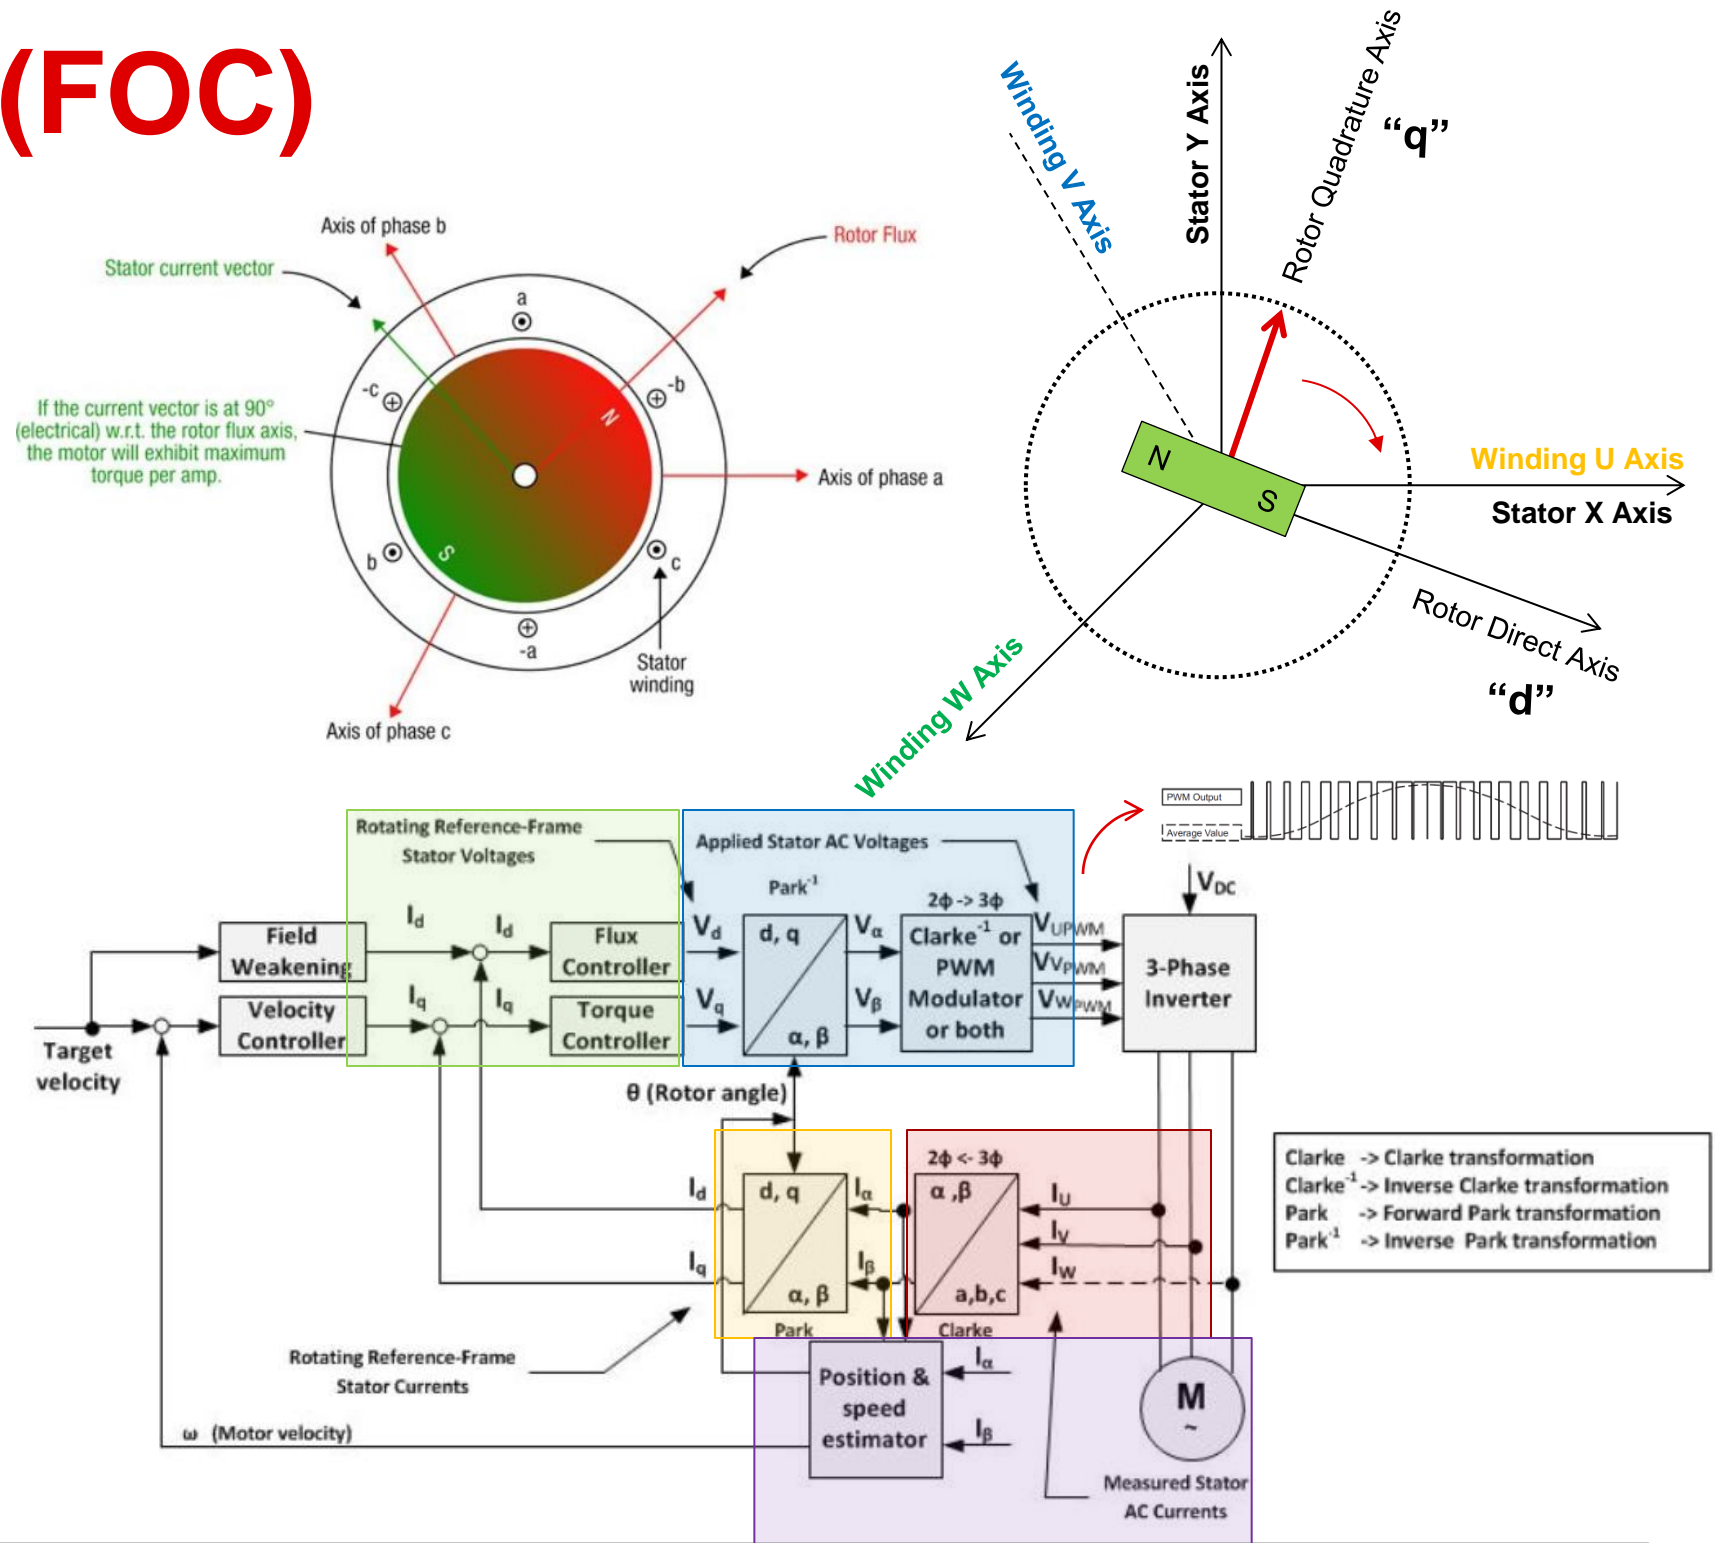 (FOC)
Axis of phase b
Rotor Flux
Stator current vector
a
-c
-b
N
If the current vector is at 90°
(electrical) w.r.t. the rotor flux axis,
the motor will exhibit maximum
torque per amp.
Axis of phase a
b
S
c
-a
Stator
winding
Axis of phase c
Winding V Axis
Stator Y Axis
Rotor Quadrature Axis
“q”
N
S
Winding U Axis
Stator X Axis
Rotor Direct Axis
“d”
Winding W Axis
PWM Output
Average Value
Rotating Reference-Frame
Stator Voltages
Applied Stator AC Voltages
Park-1
2ϕ -> 3ϕ
VDC
Field
Weakening
Id
Id
Flux
Controller
Vd
d, q
α, β
Vα
Clarke-1 or
PWM
Modulator
or both
VUPWM
VVPWM
VWPWM
3-Phase
Inverter
Target
velocity
Velocity
Controller
Iq
Iq
Torque
Controller
Vq
Vβ
θ (Rotor angle)
2ϕ <- 3ϕ
Id
d, q
α, β
Iα
α ,β
a,b,c
IU
IV
IW
Iq
Iβ
Park
Clarke
Clarke -> Clarke transformation
Clarke-1 -> Inverse Clarke transformation
Park -> Forward Park transformation
Park-1 -> Inverse Park transformation
Rotating Reference-Frame
Stator Currents
Position &
speed
estimator
Iα
Iβ
M
~
ω (Motor velocity)
Measured Stator
AC Currents